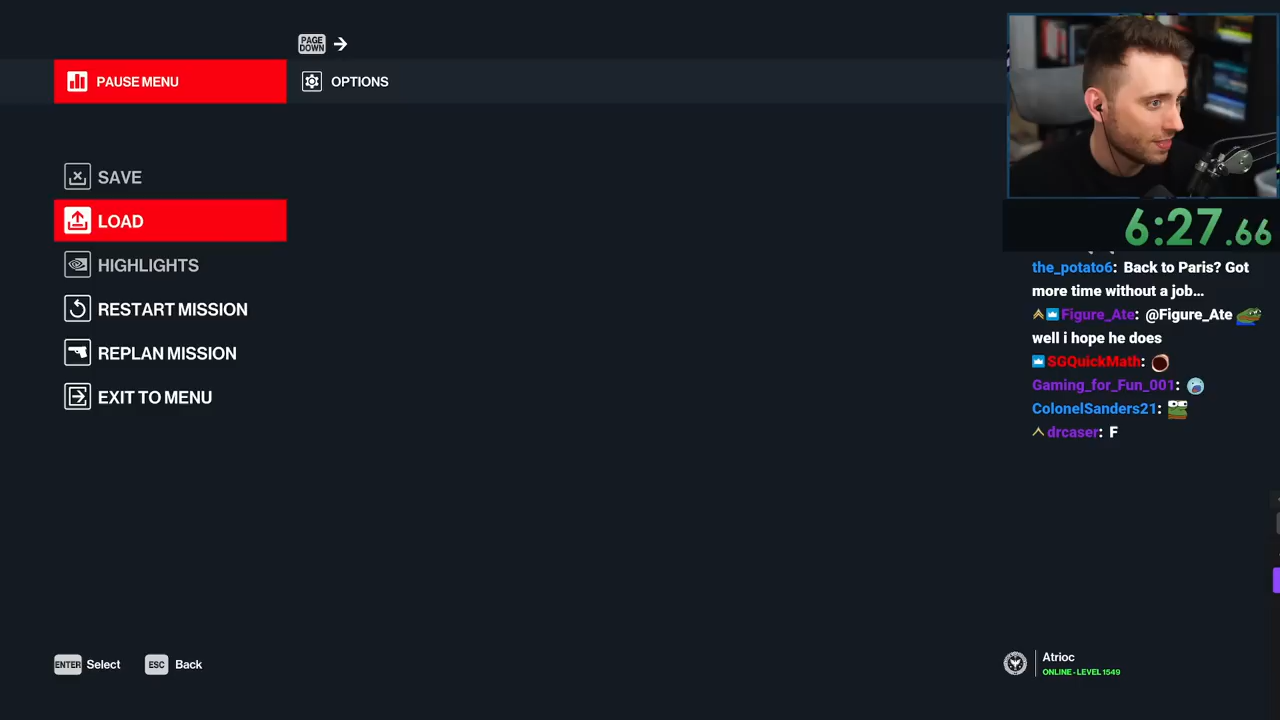 PAGE
DOWN
PAUSE MENU
OPTIONS
SAVE
LOAD
HIGHLIGHTS
RESTART MISSION
REPLAN MISSION
EXIT TO MENU
6:27.66
the_potato6: Back to Paris? Got
more time without a job...
Figure_Ate: @Figure_Ate
well i hope he does
SGQuickMath:
Gaming_for_Fun_001:
ColonelSanders21:
drcaser: F
ENTER Select
ESC Back
Atrioc
ONLINE - LEVEL 1549